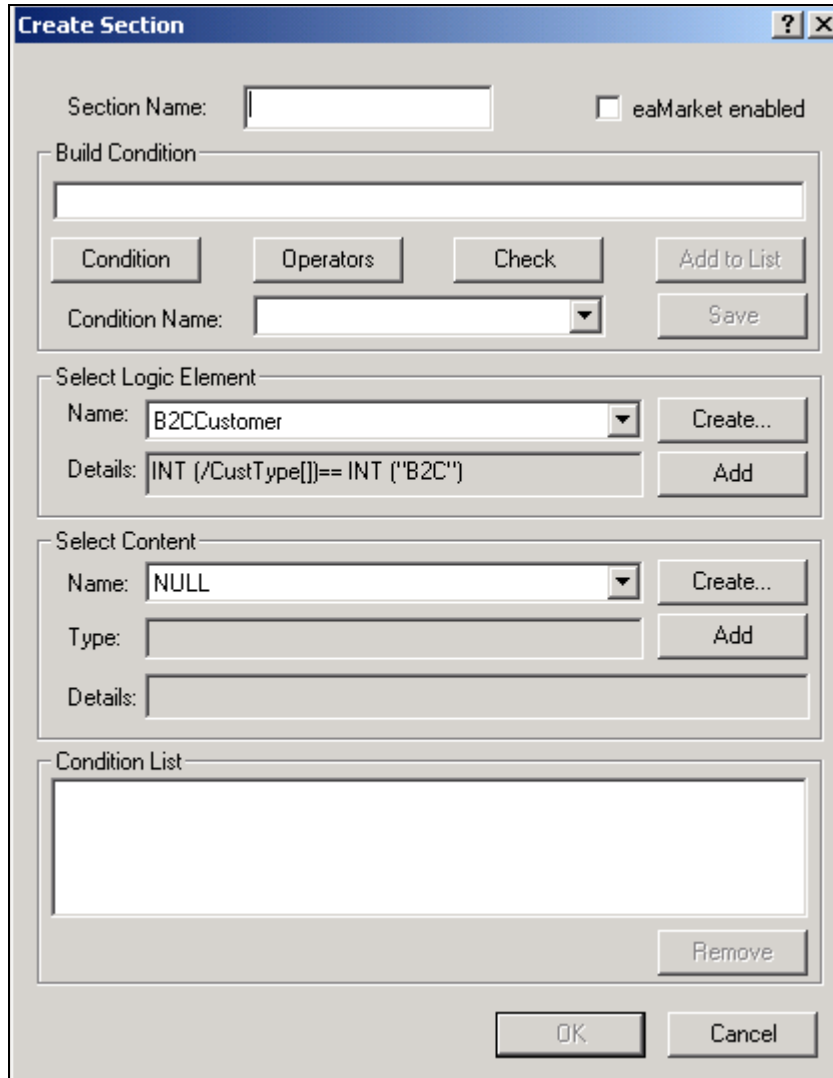 Create Section
Section Name:
eaMarket enabled
Build Condition
Condition
Operators
Check
Add to List
Condition Name:
Save
Select Logic Element
Name:
B2CCustomer
Create...
Details:
INT (/CustType[])== INT ("B2C")
Add
Select Content
Name:
NULL
Create...
Type:
Add
Details:
Condition List
Remove
OK
Cancel